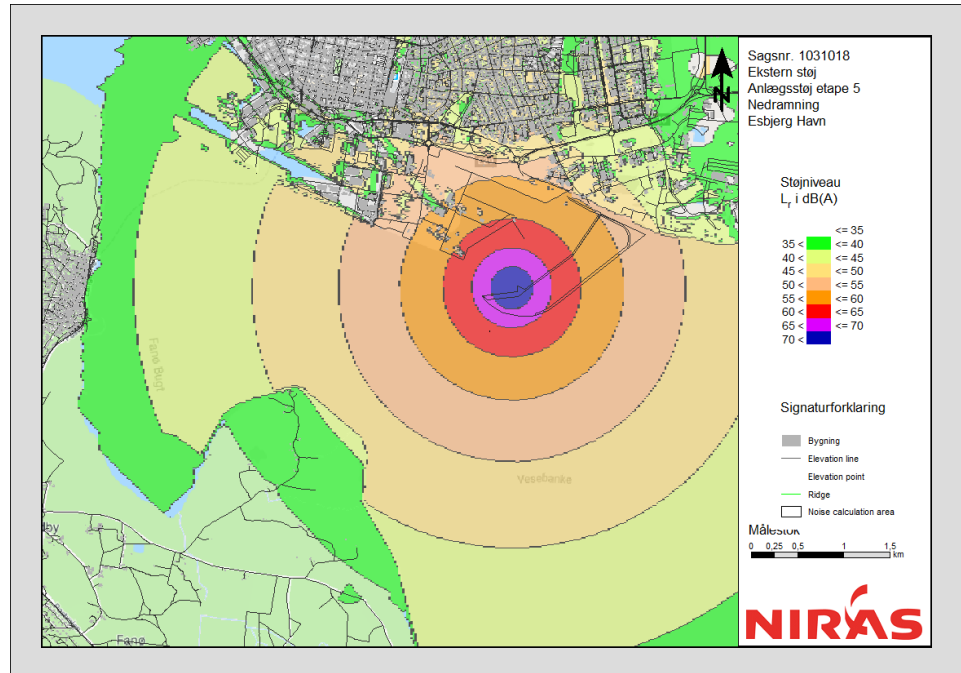 Sagsnr. 1031018
Ekstern støj
Anlægsstøj etape 5
Nedramning
Esbjerg Havn
N
Støjniveau
Lr i dB(A)
<= 35
35 < <= 40
40 < <= 45
45 < <= 50
50 < <= 55
55 < <= 60
60 < <= 65
65 < <= 70
70 <
Signaturforklaring
Bygning
Elevation line
Elevation point
Ridge
Noise calculation area
Målestok
0 0,25 0,5 1 1,5
km
NIRAS
Fanø Bugt
Vesebanke
dby
Fanø